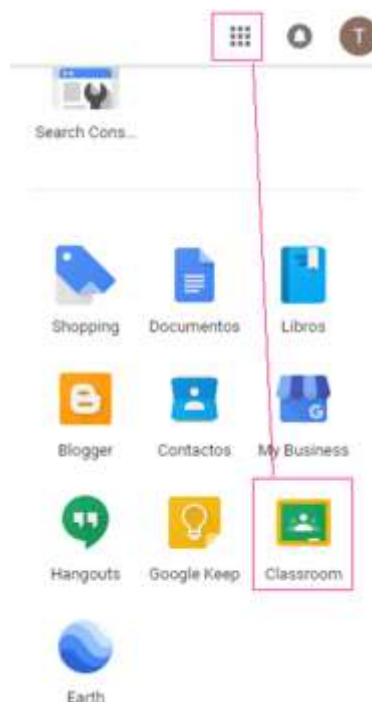 T
Search Cons...
Shopping Documentos Libros
Blogger Contactos My Business
Hangouts Google Keep Classroom
Earth